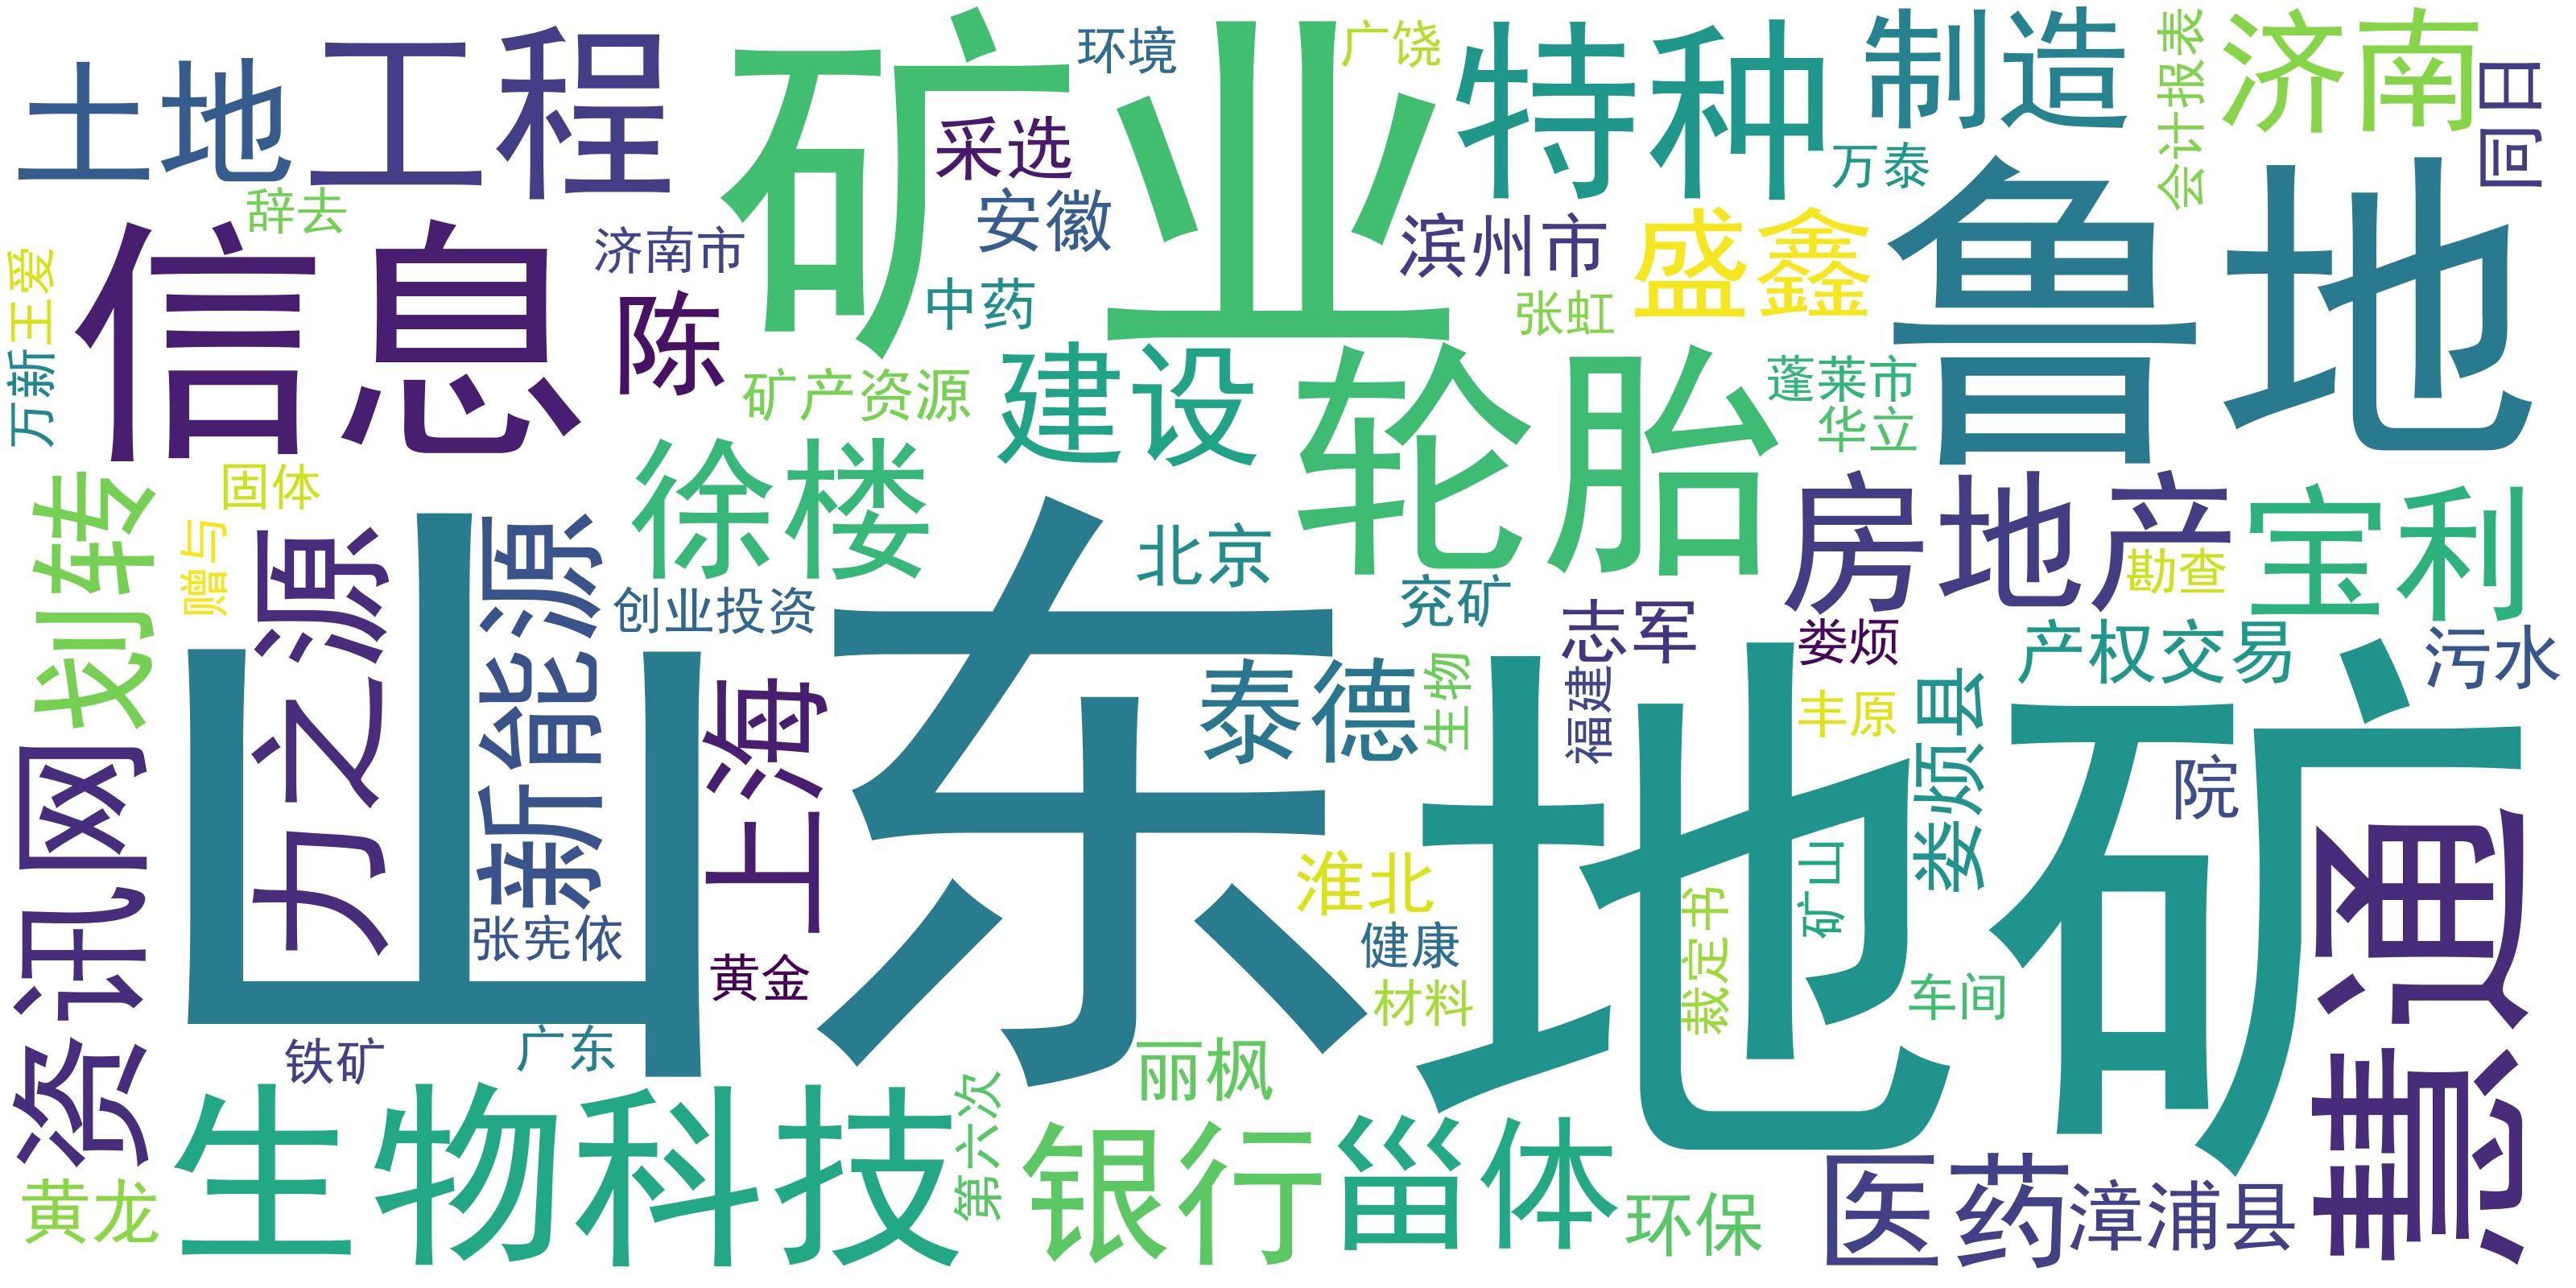 土地
工程
矿业
环境
广饶
特种
制造
会计报表
济南
同日
采选
万泰
辞去
信息
济南市
安徽
滨州市
盛鑫
鲁地
王爱
万新
陈
中药
张虹
矿产资源
建设
轮胎
蓬莱市
华立
划转
固体
徐楼
房地产
宝利
赠与
力之源
新能源
创业投资
北京
兖矿
志军
娄烦
勘查
产权交易
污水
山东
上海
泰德
生物
福建
丰原
娄烦县
地矿
院
资讯网
张宪依
黄金
淮北
健康
材料
裁定书
矿山
车间
慧通
铁矿
广东
丽枫
第六次
黄龙
生物科技
银行
甾体
环保
医药
漳浦县